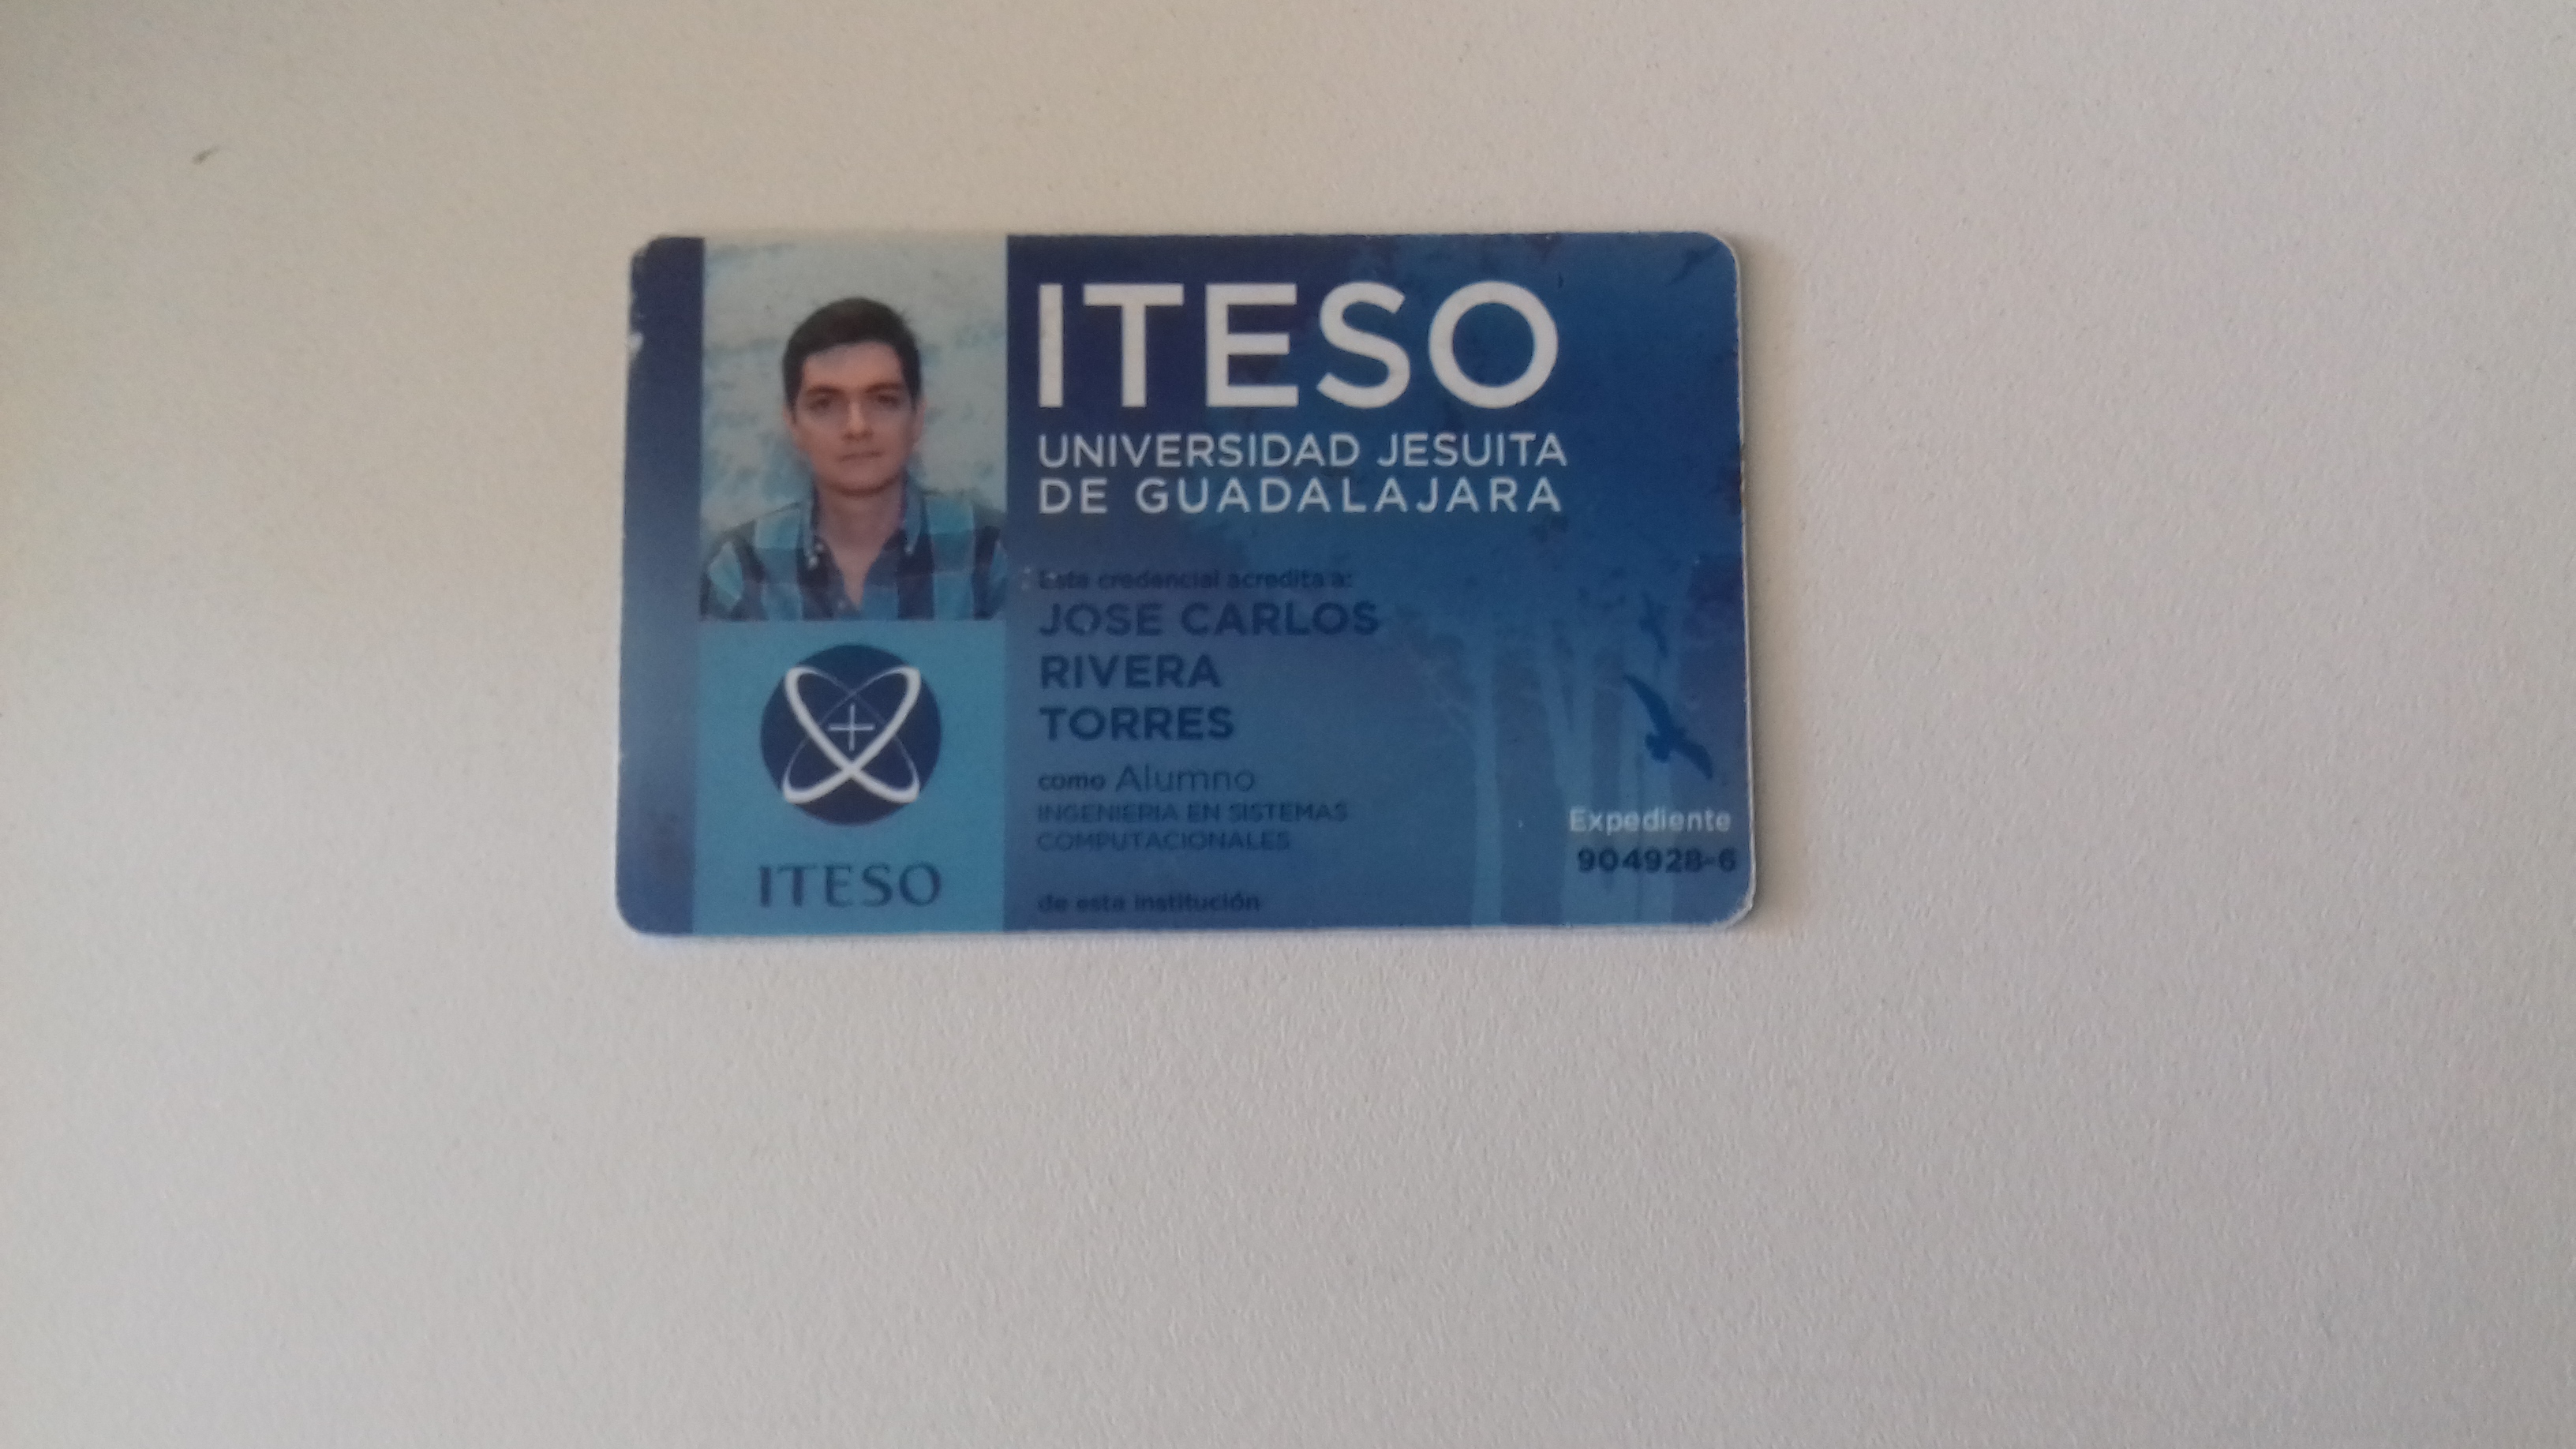 ITESO
UNIVERSIDAD JESUITA
DE GUADALAJARA
Este credencial acredita a:
JOSE CARLOS
RIVERA
TORRES
como Alumno
INGENIERIA EN SISTEMAS
COMPUTACIONALES
de esta institución
Expediente
904928-6
ITESO